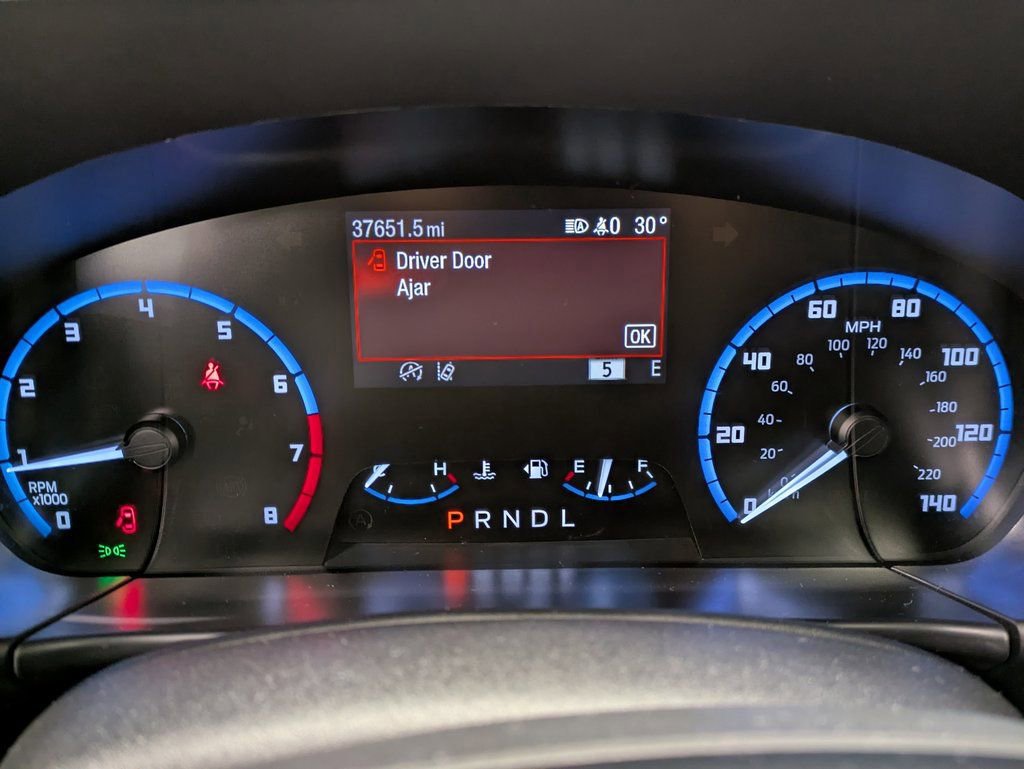 37651.5 mi 0 30°
Driver Door
Ajar
OK
5 E
0 1 2 3 4 5 6 7 8
RPM
x1000
H
E F
P R N D L
0 20 40 60 80 100 120 140
MPH
20 40 60 80 100 120 140 160 180 200 220